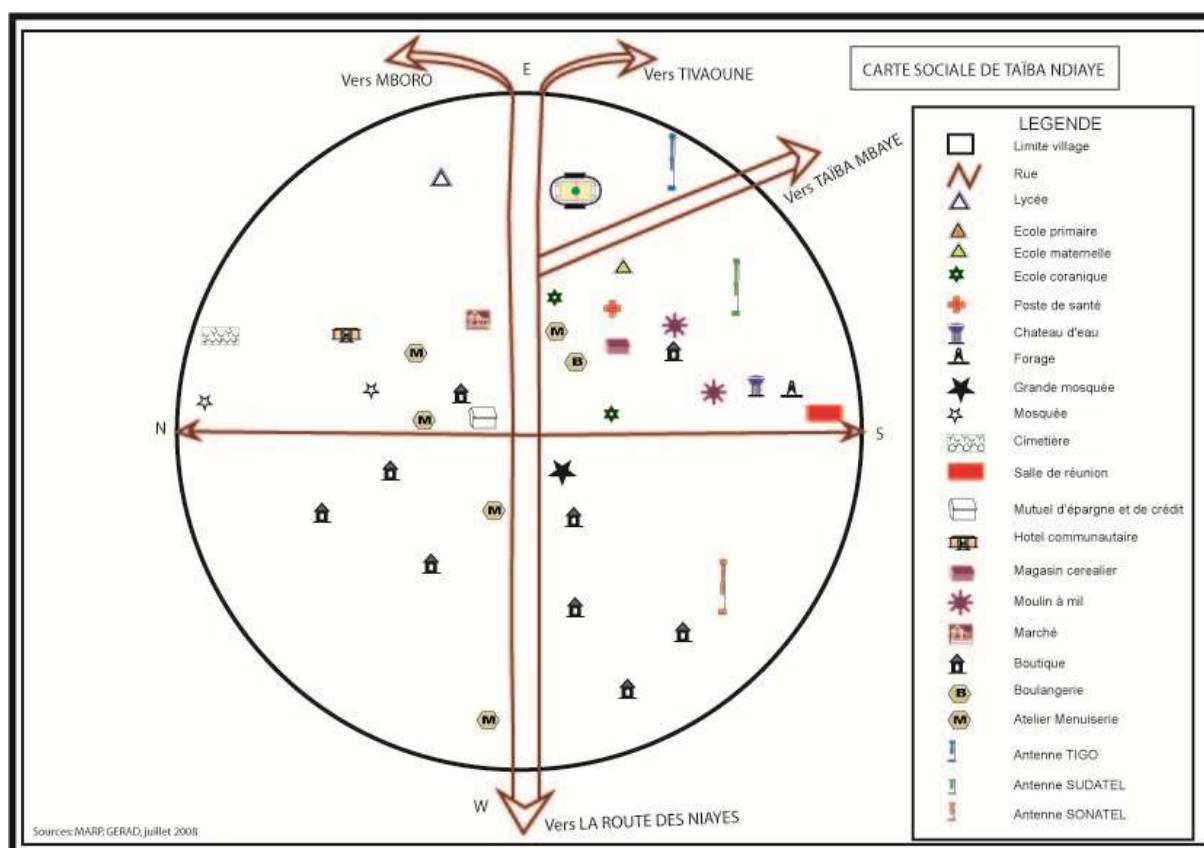 CARTE SOCIALE DE TAÏBA NDIAYE
E
Vers MBORO
Vers TIVAOUNE
Vers TAÏBA MBAYE
M
M
B
N
M
S
M
M
W
Vers LA ROUTE DES NIAYES
Sources:MARP, GERAD, juillet 2008
LEGENDE
Limite village
Rue
Lycée
Ecole primaire
Ecole maternelle
Ecole coranique
Poste de santé
Chateau d'eau
Forage
Grande mosquée
Mosquée
Cimetière
Salle de réunion
Mutuel d'épargne et de crédit
Hotel communautaire
Magasin cerealier
Moulin à mil
Marché
Boutique
B Boulangerie
M Atelier Menuiserie
Antenne TIGO
Antenne SUDATEL
Antenne SONATEL